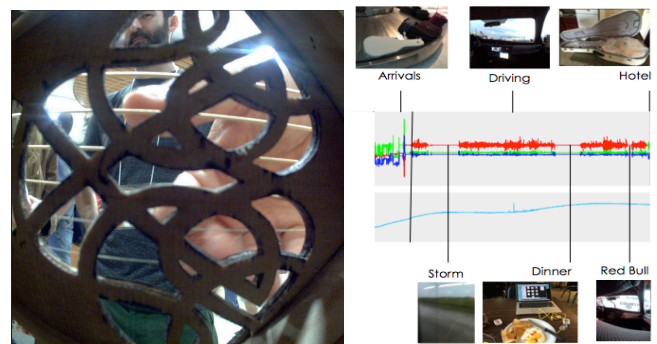 Arrivals
Driving
Hotel
Storm
Dinner
Red Bull